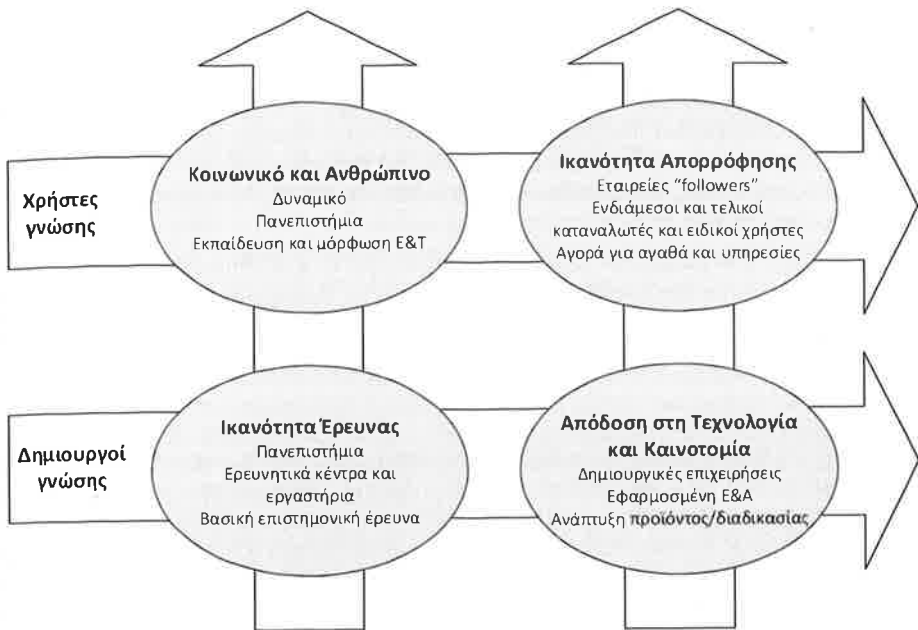 Χρήστες
γνώσης
Κοινωνικό και Ανθρώπινο
Δυναμικό
Πανεπιστήμια
Εκπαίδευση και μόρφωση Ε&Τ
Ικανότητα Απορρόφησης
Εταιρείες “followers”
Ενδιάμεσοι και τελικοί
καταναλωτές και ειδικοί χρήστες
Αγορά για αγαθά και υπηρεσίες
Δημιουργοί
γνώσης
Ικανότητα Έρευνας
Πανεπιστήμια
Ερευνητικά κέντρα και
εργαστήρια
Βασική επιστημονική έρευνα
Απόδοση στη Τεχνολογία
και Καινοτομία
Δημιουργικές επιχειρήσεις
Εφαρμοσμένη Ε&Α
Ανάπτυξη προϊόντος/διαδικασίας